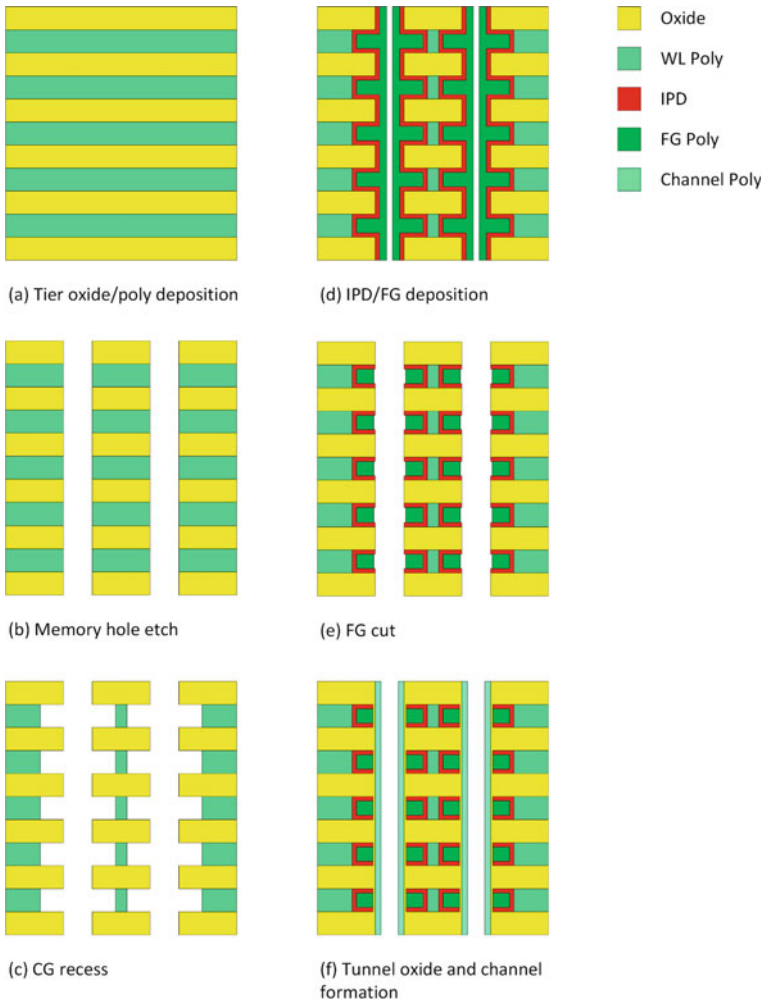 Oxide
WL Poly
IPD
FG Poly
Channel Poly
(a) Tier oxide/poly deposition
(d) IPD/FG deposition
(b) Memory hole etch
(e) FG cut
(c) CG recess
(f) Tunnel oxide and channel
formation